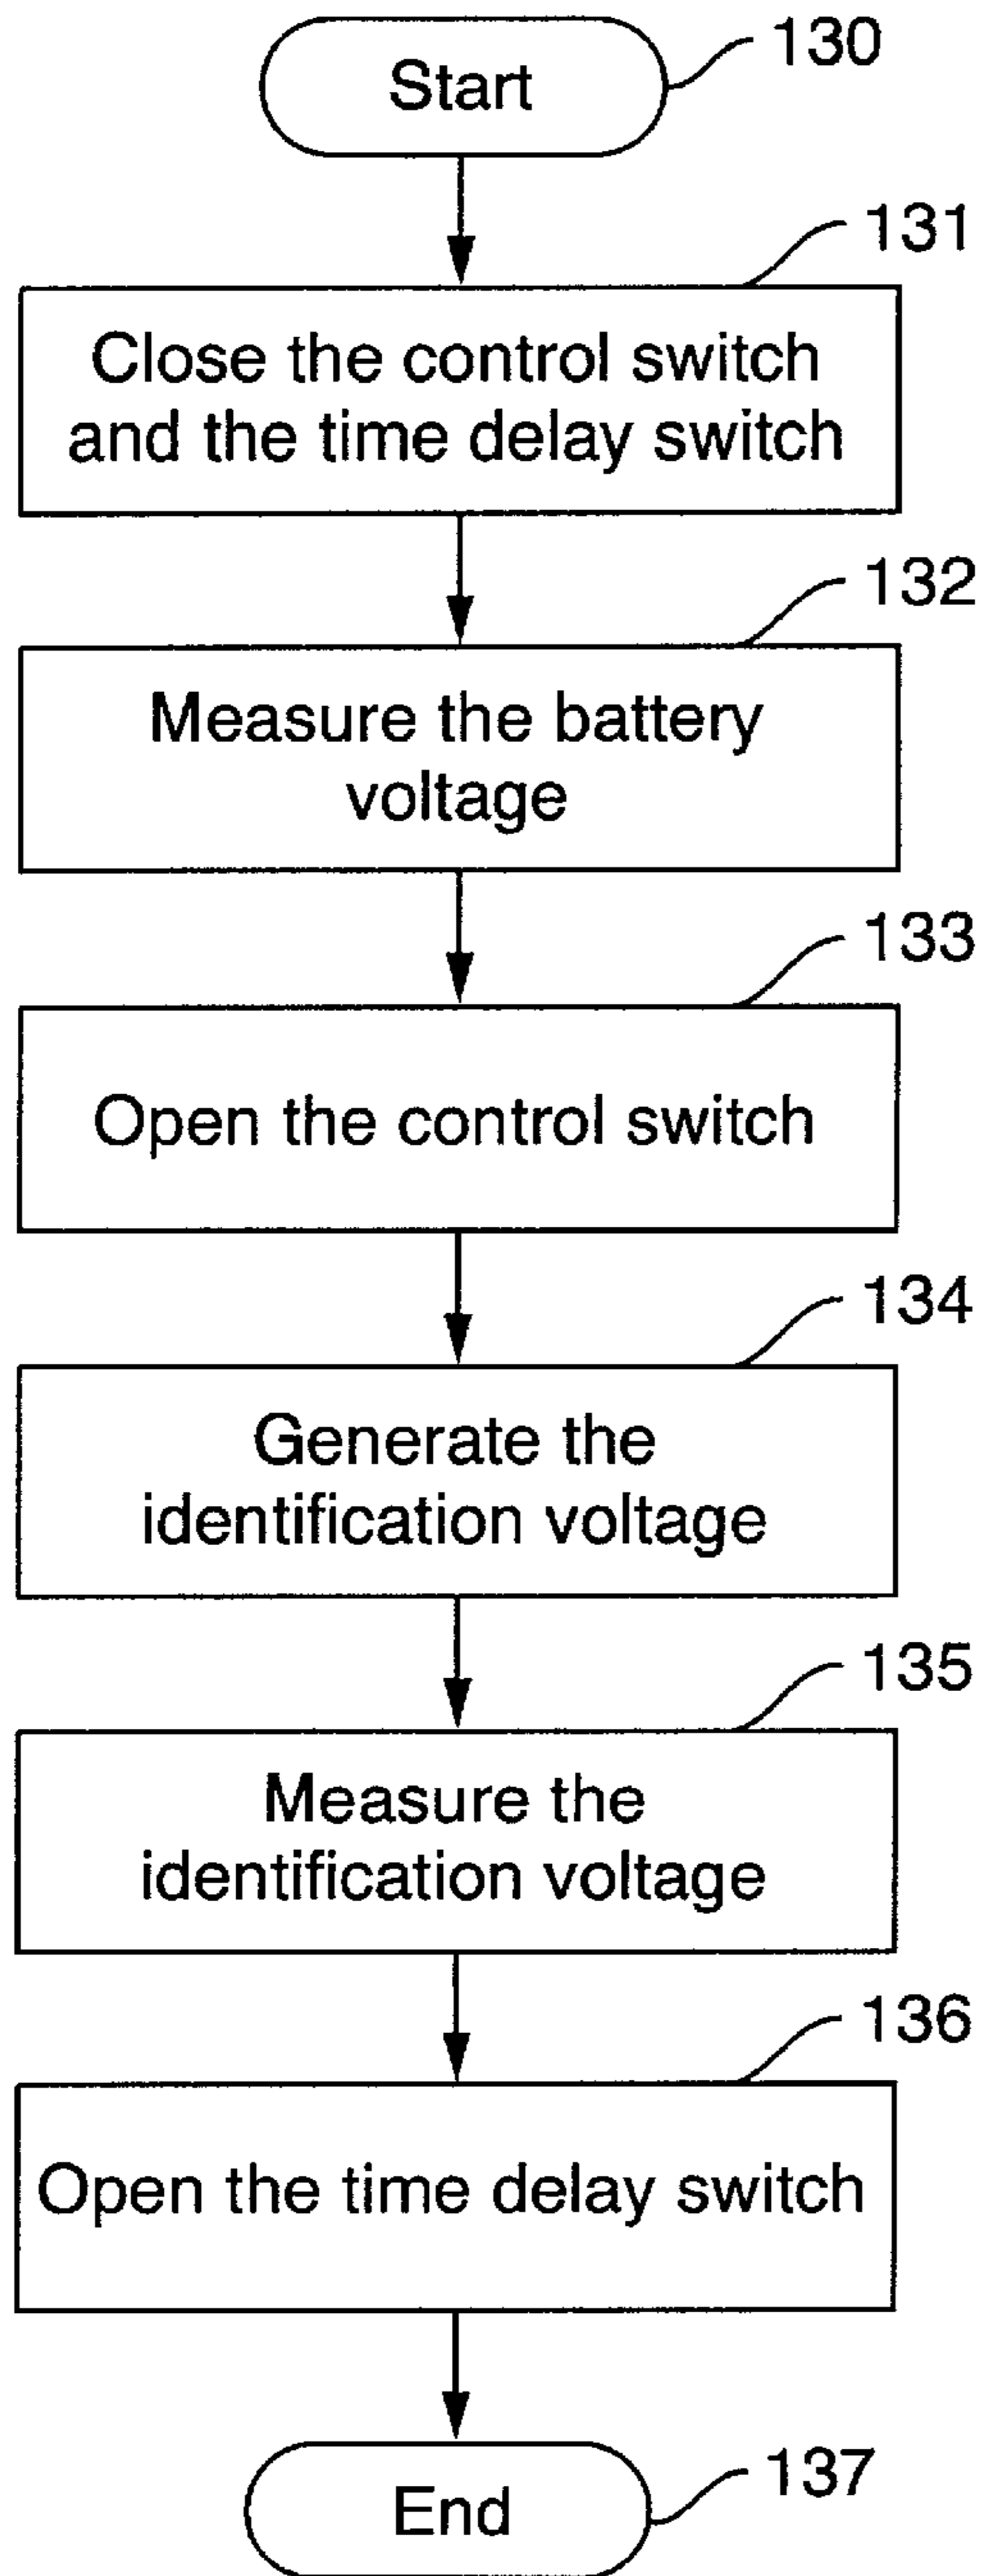 Start
130
131
Close the control switch
and the time delay switch
132
Measure the battery
voltage
133
Open the control switch
134
Generate the
identification voltage
135
Measure the
identification voltage
136
Open the time delay switch
End
137